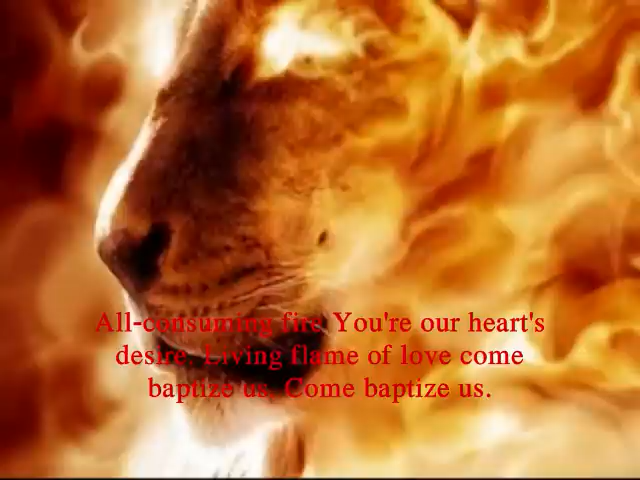 All-consuming fire You're our heart's
desire. Living flame of love come
baptize us. Come baptize us.